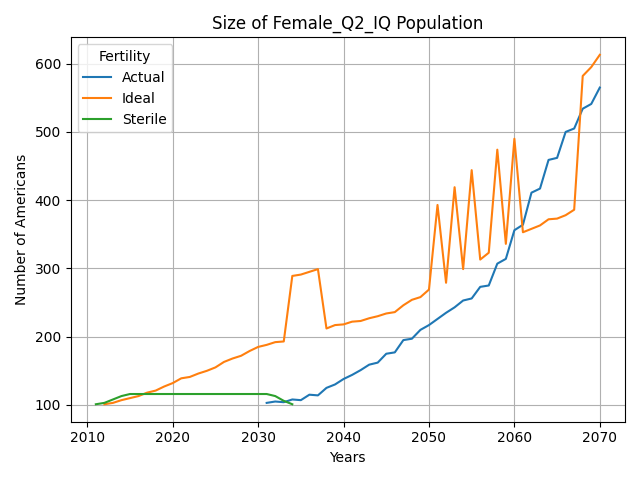 Size of Female_Q2_IQ Population
Fertility
Actual
Ideal
Sterile
Number of Americans
600
500
400
300
200
100
2010 2020 2030 2040 2050 2060 2070
Years